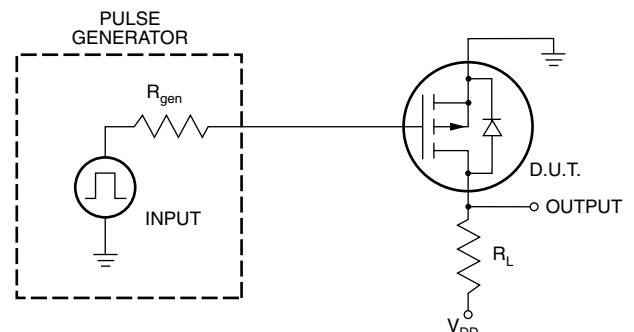 PULSE
GENERATOR
R_gen
INPUT
D.U.T.
OUTPUT
R_L
V_DD